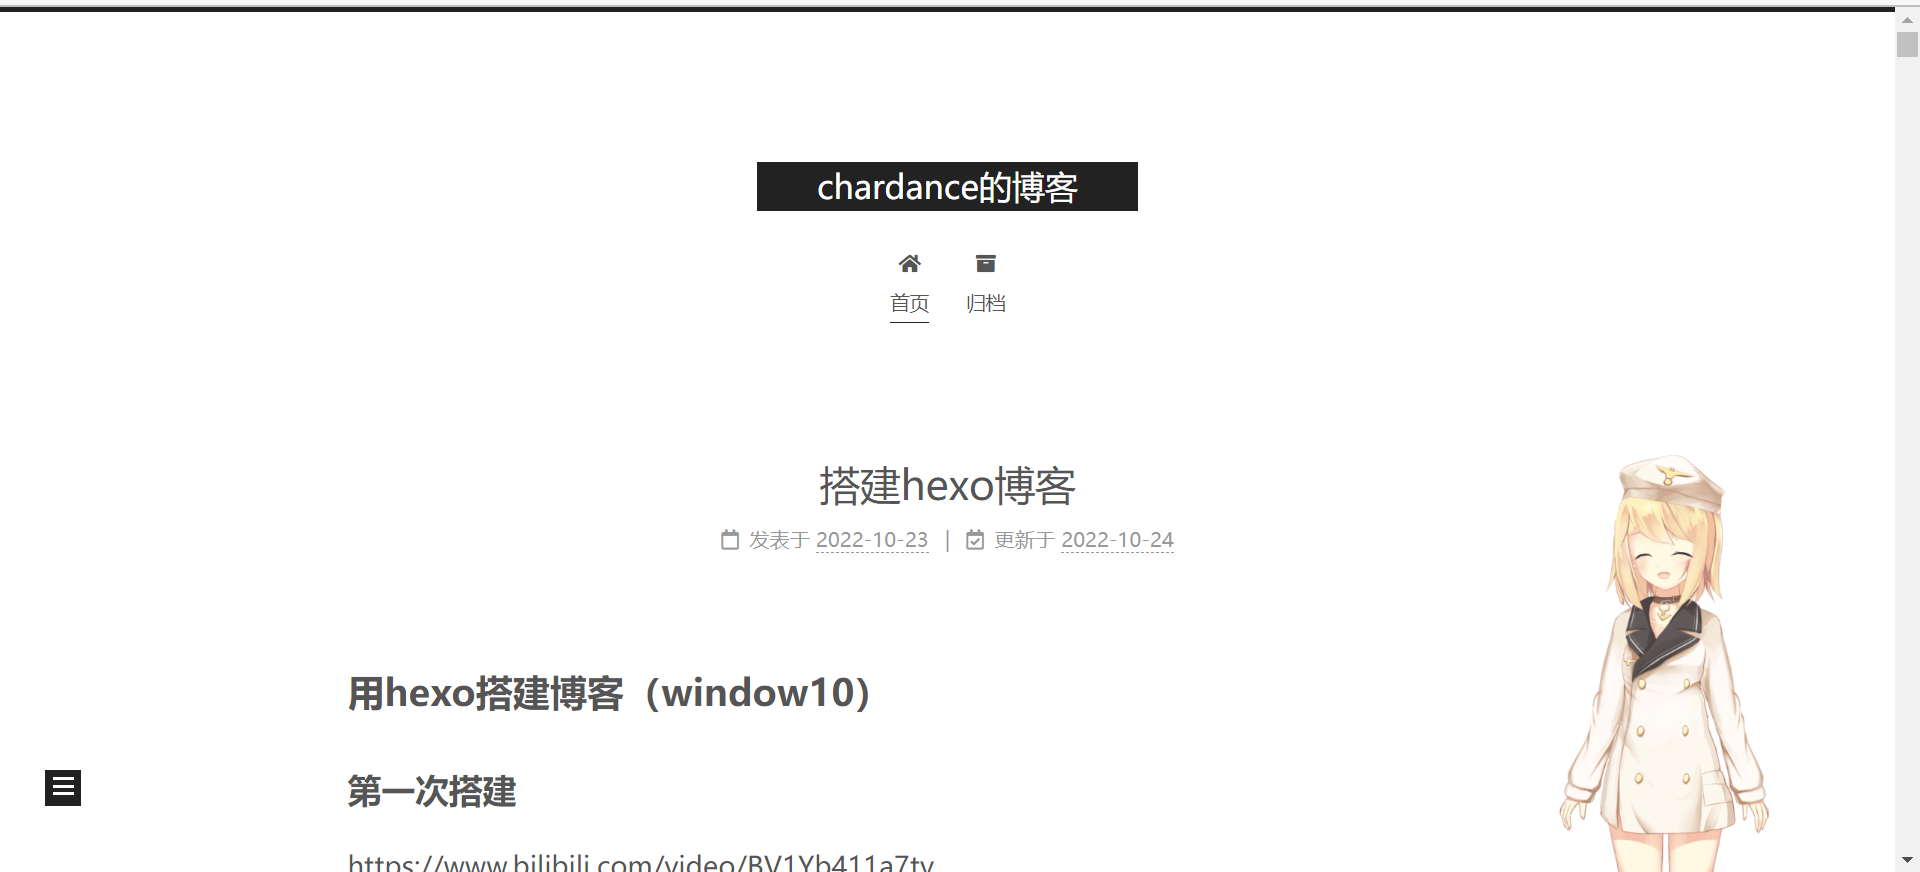 chardance的博客
首页 归档
搭建hexo博客
发表于 2022-10-23 | 更新于 2022-10-24
用hexo搭建博客（window10）
第一次搭建
https://www.bilibili.com/video/BV1Yb411a7ty